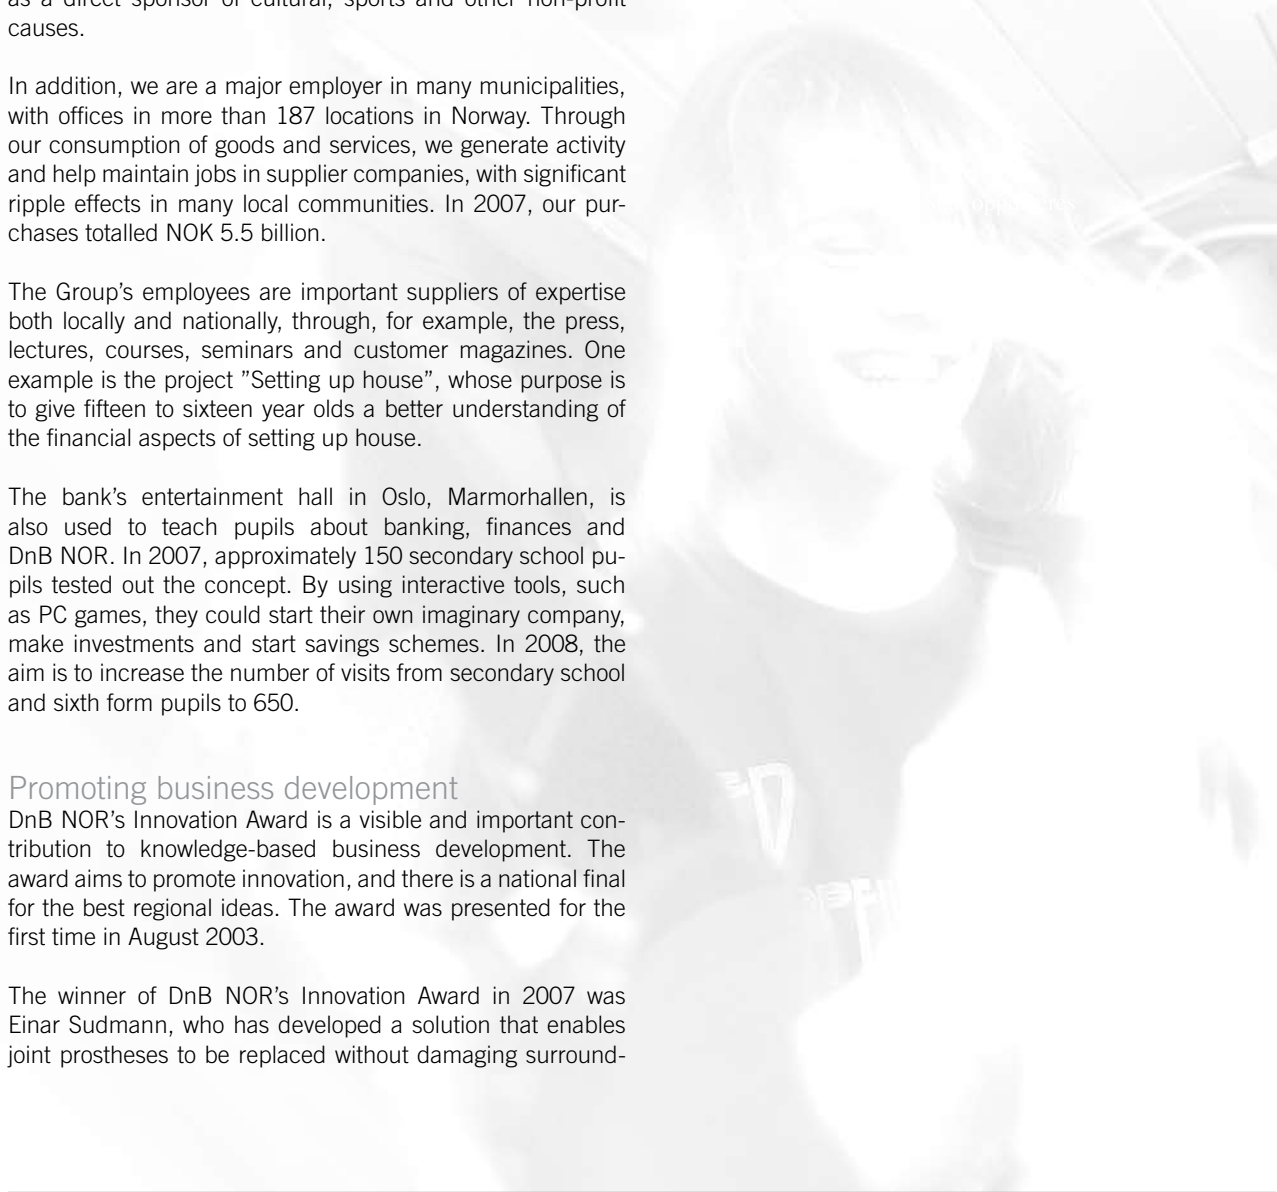 as a direct sponsor of cultural, sports and other non-profit
causes.
In addition, we are a major employer in many municipalities,
with offices in more than 187 locations in Norway. Through
our consumption of goods and services, we generate activity
and help maintain jobs in supplier companies, with significant
ripple effects in many local communities. In 2007, our pur-
chases totalled NOK 5.5 billion.
The Group's employees are important suppliers of expertise
both locally and nationally, through, for example, the press,
lectures, courses, seminars and customer magazines. One
example is the project ”Setting up house”, whose purpose is
to give fifteen to sixteen year olds a better understanding of
the financial aspects of setting up house.
The bank's entertainment hall in Oslo, Marmorhallen, is
also used to teach pupils about banking, finances and
DnB NOR. In 2007, approximately 150 secondary school pu-
pils tested out the concept. By using interactive tools, such
as PC games, they could start their own imaginary company,
make investments and start savings schemes. In 2008, the
aim is to increase the number of visits from secondary school
and sixth form pupils to 650.
Promoting business development
DnB NOR's Innovation Award is a visible and important con-
tribution to knowledge-based business development. The
award aims to promote innovation, and there is a national final
for the best regional ideas. The award was presented for the
first time in August 2003.
The winner of DnB NOR's Innovation Award in 2007 was
Einar Sudmann, who has developed a solution that enables
joint prostheses to be replaced without damaging surround-